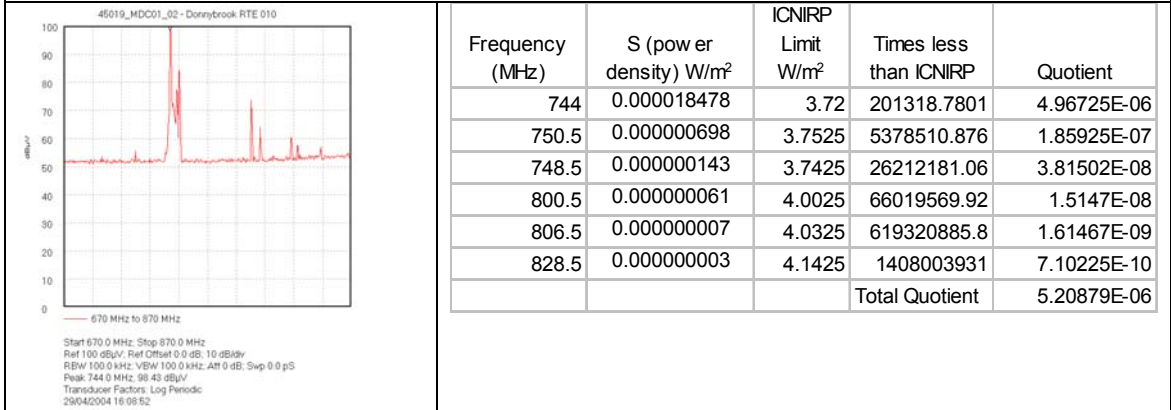 45019_MDC01_02 - Donnybrook RTE 010
100
90
80
70
60
50
40
30
20
10
0
dBµV
670 MHz to 870 MHz
Start 670.0 MHz; Stop 870.0 MHz
Ref 100 dBµV; Ref Offset 0.0 dB; 10 dB/div
RBW 100.0 kHz; VBW 100.0 kHz; Att 0 dB; Swp 0.0 pS
Peak 744.0 MHz, 98.43 dBµV
Transducer Factors: Log Periodic
29/04/2004 16:08:52
Frequency (MHz) S (power density) W/m² ICNIRP Limit W/m² Times less than ICNIRP Quotient
744 0.000018478 3.72 201318.7801 4.96725E-06
750.5 0.000000698 3.7525 5378510.876 1.85925E-07
748.5 0.000000143 3.7425 26212181.06 3.81502E-08
800.5 0.000000061 4.0025 66019569.92 1.5147E-08
806.5 0.000000007 4.0325 619320885.8 1.61467E-09
828.5 0.000000003 4.1425 1408003931 7.10225E-10
Total Quotient 5.20879E-06